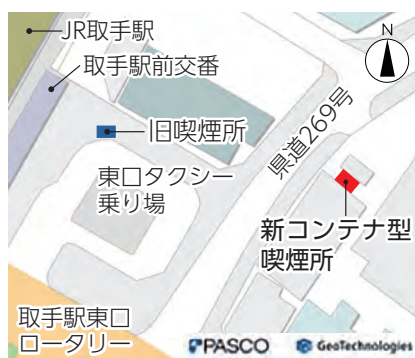 JR取手駅
N
取手駅前交番
旧喫煙所
県道269号
東口タクシー
乗り場
新コンテナ型
喫煙所
取手駅東口
ロータリー
PASCO
GeoTechnologies